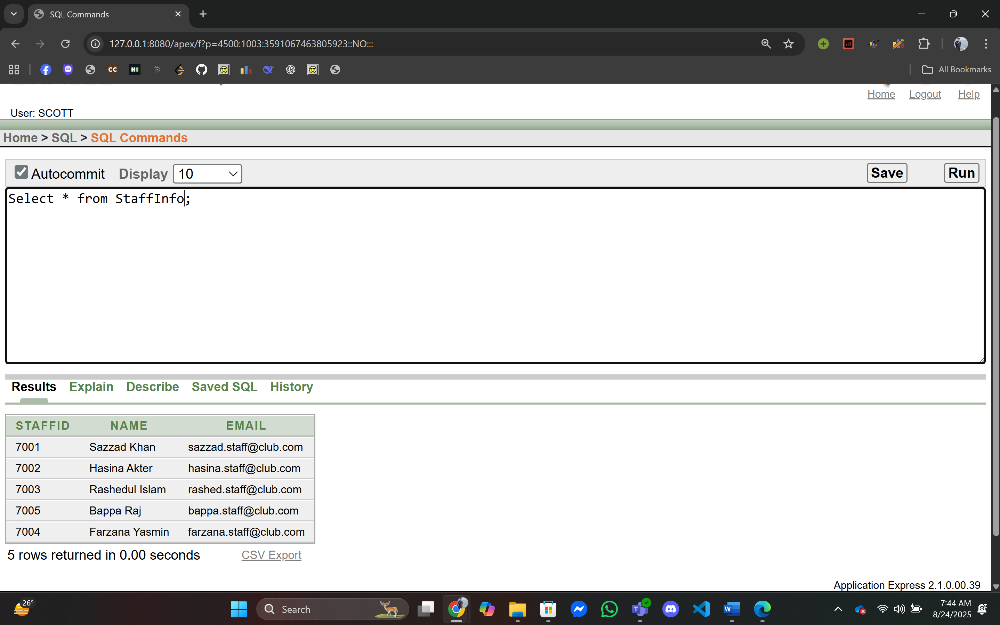 SQL Commands
127.0.0.1:8080/apex/f?p=4500:1003:3591067463805923::NO:::
CC
H
All Bookmarks
Home Logout Help
User: SCOTT
Home > SQL > SQL Commands
Autocommit Display 10 Save Run
Select * from StaffInfo;
Results Explain Describe Saved SQL History
STAFFID NAME EMAIL
7001 Sazzad Khan sazzad.staff@club.com
7002 Hasina Akter hasina.staff@club.com
7003 Rashedul Islam rashed.staff@club.com
7005 Bappa Raj bappa.staff@club.com
7004 Farzana Yasmin farzana.staff@club.com
5 rows returned in 0.00 seconds CSV Export
Application Express 2.1.0.00.39
26°
Search
T
W
7:44 AM
8/24/2025